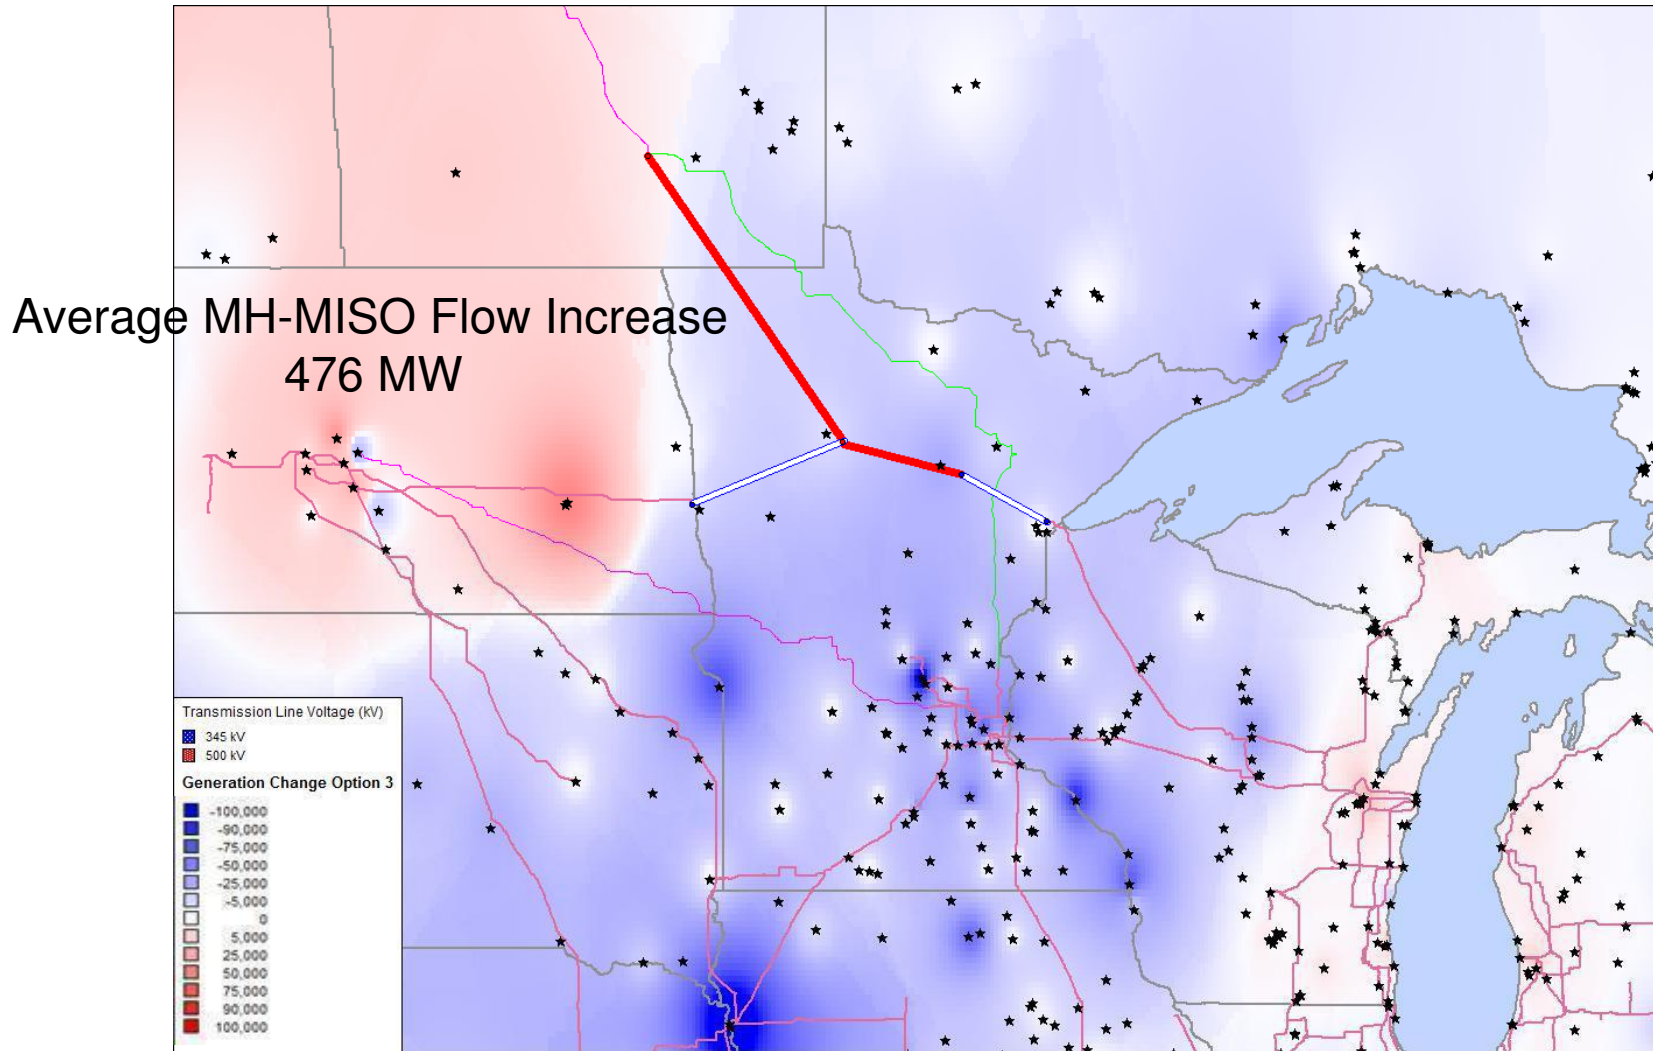 Average MH-MISO Flow Increase
476 MW
Transmission Line Voltage (kV)
345 kV
500 kV
Generation Change Option 3
-100,000
-90,000
-75,000
-50,000
-25,000
-5,000
0
5,000
25,000
50,000
75,000
90,000
100,000